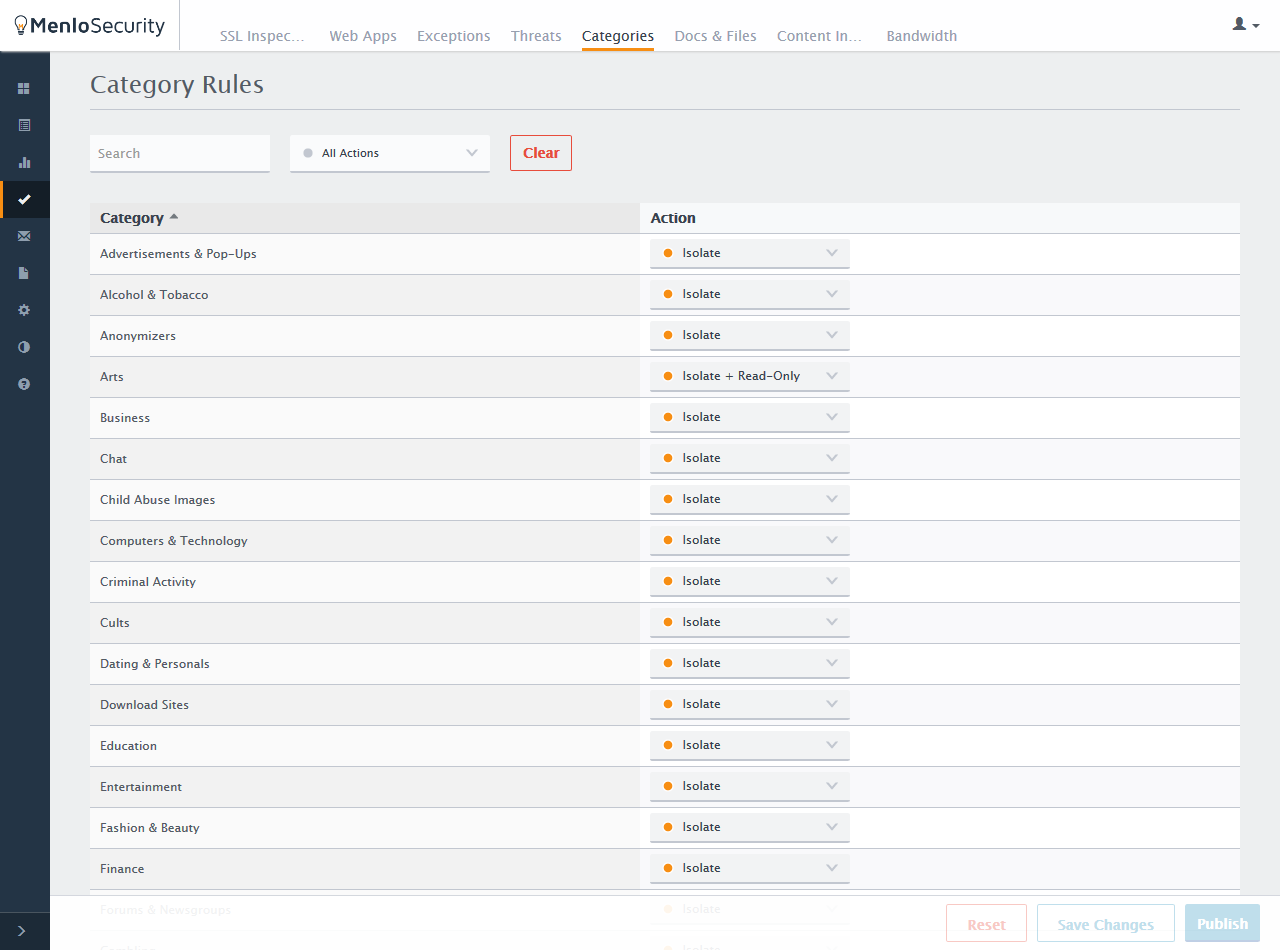 MenloSecurity
SSL Inspec... Web Apps Exceptions Threats Categories Docs & Files Content In... Bandwidth
Category Rules
Search All Actions Clear
Category Action
Advertisements & Pop-Ups Isolate
Alcohol & Tobacco Isolate
Anonymizers Isolate
Arts Isolate + Read-Only
Business Isolate
Chat Isolate
Child Abuse Images Isolate
Computers & Technology Isolate
Criminal Activity Isolate
Cults Isolate
Dating & Personals Isolate
Download Sites Isolate
Education Isolate
Entertainment Isolate
Fashion & Beauty Isolate
Finance Isolate
Forums & Newsgroups Isolate
Reset Save Changes Publish